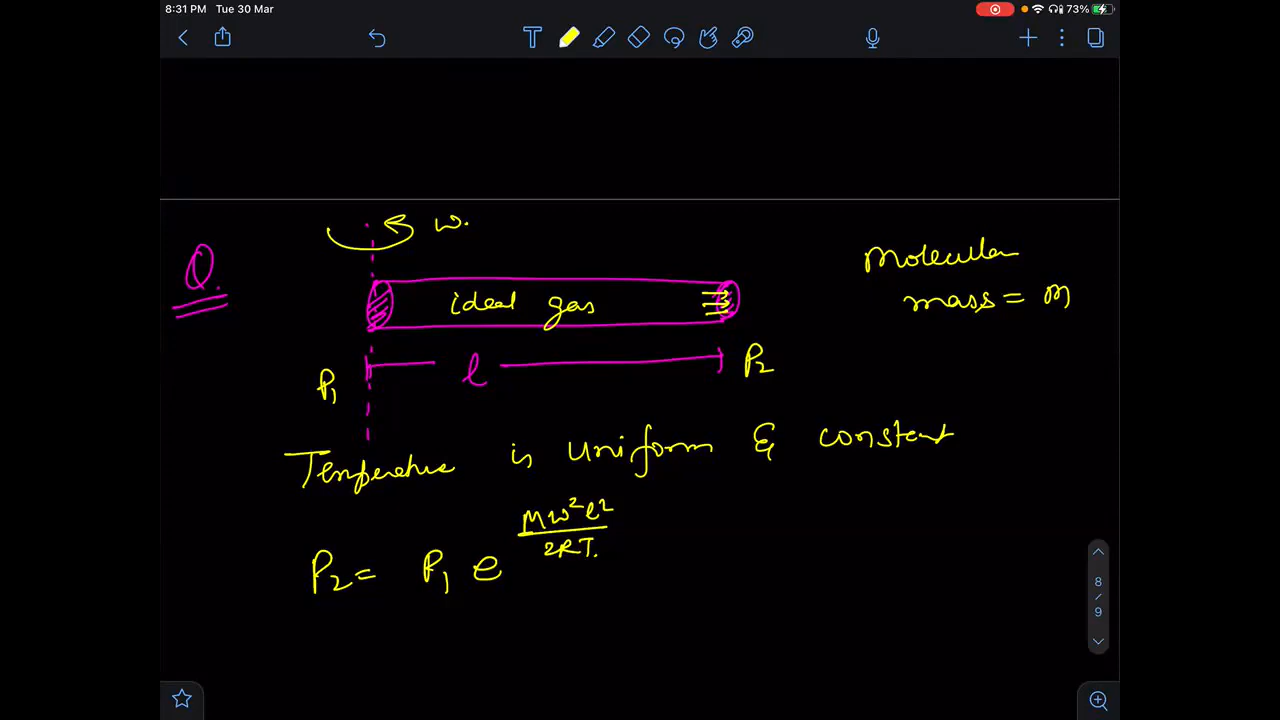 8:31 PM Tue 30 Mar
73%
Q.
ω.
Molecular
mass = M
ideal gas
l
P₂
P₁
Temperature is uniform & constant
P₂ = P₁ e^(Mω²l²/2RT.)
8
/
9